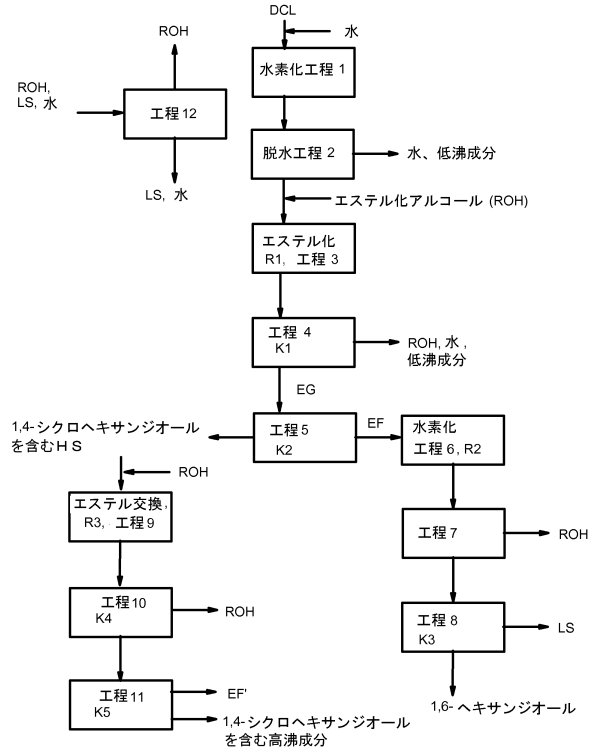 DCL
水
水素化工程 1
ROH
ROH,
LS, 水
工程 12
LS, 水
脱水工程 2
水、低沸成分
エステル化アルコール (ROH)
エステル化
R1, 工程 3
工程 4
K1
ROH, 水 ,
低沸成分
EG
1,4-シクロヘキサンジオール
を含むＨＳ
工程5
K2
EF
水素化
工程 6, R2
ROH
エステル交換,
R3, 工程 9
工程 7
ROH
工程10
K4
ROH
工程 8
K3
LS
工程11
K5
EF'
1,4-シクロヘキサンジオール
を含む高沸成分
1,6-ヘキサンジオール